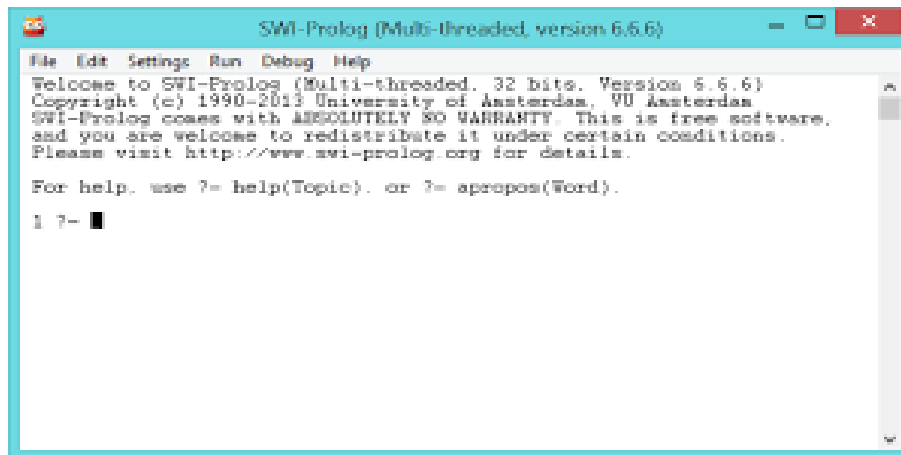 SWI-Prolog (Multi-threaded, version 6.6.6)
File Edit Settings Run Debug Help
Welcome to SWI-Prolog (Multi-threaded, 32 bits, Version 6.6.6)
Copyright (c) 1990-2013 University of Amsterdam, VU Amsterdam
SWI-Prolog comes with ABSOLUTELY NO WARRANTY. This is free software,
and you are welcome to redistribute it under certain conditions.
Please visit http://www.swi-prolog.org for details.
For help, use ?- help(Topic). or ?- apropos(Word).
1 ?-